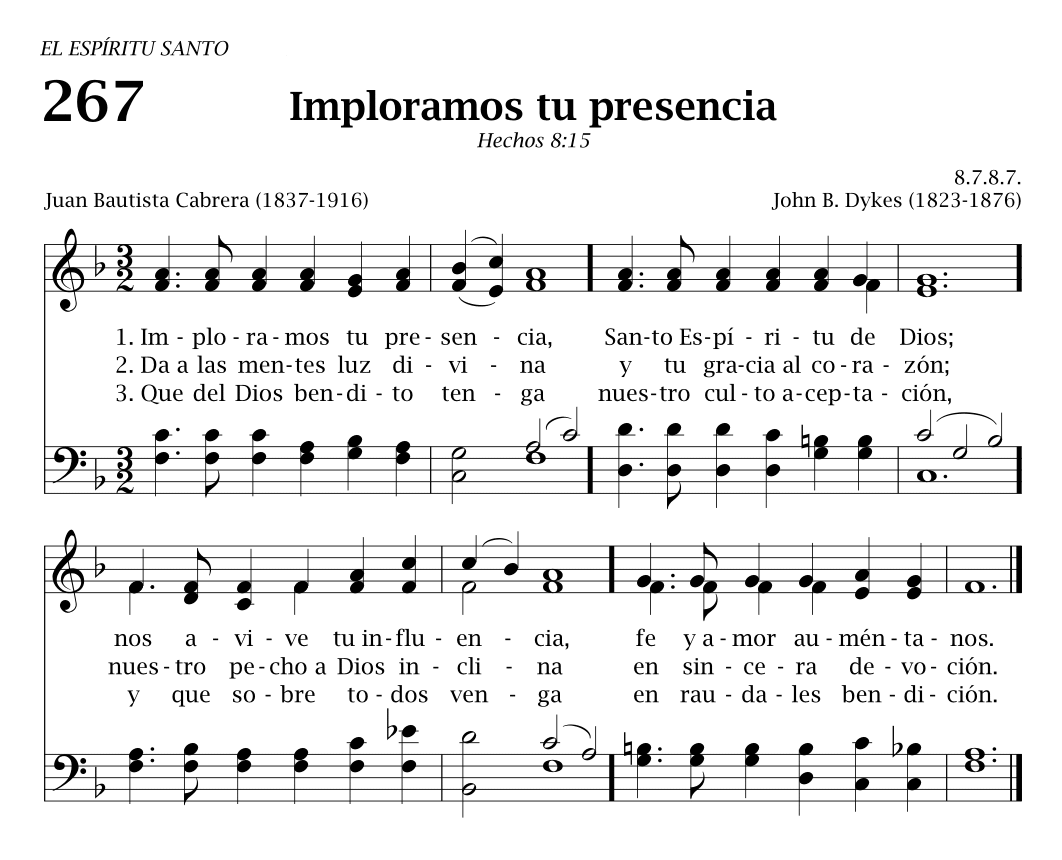 EL ESPÍRITU SANTO
267
Imploramos tu presencia
Hechos 8:15
8.7.8.7.
Juan Bautista Cabrera (1837-1916) John B. Dykes (1823-1876)
1. Im - plo - ra - mos tu pre - sen - cia, San - to Es - pí - ri - tu de Dios;
2. Da a las men - tes luz di - vi - na y tu gra - cia al co - ra - zón;
3. Que del Dios ben - di - to ten - ga nues - tro cul - to a - cep - ta - ción,
nos a - vi - ve tu in - flu - en - cia, fe y a - mor au - mén - ta - nos.
nues - tro pe - cho a Dios in - cli - na en sin - ce - ra de - vo - ción.
y que so - bre to - dos ven - ga en rau - da - les ben - di - ción.